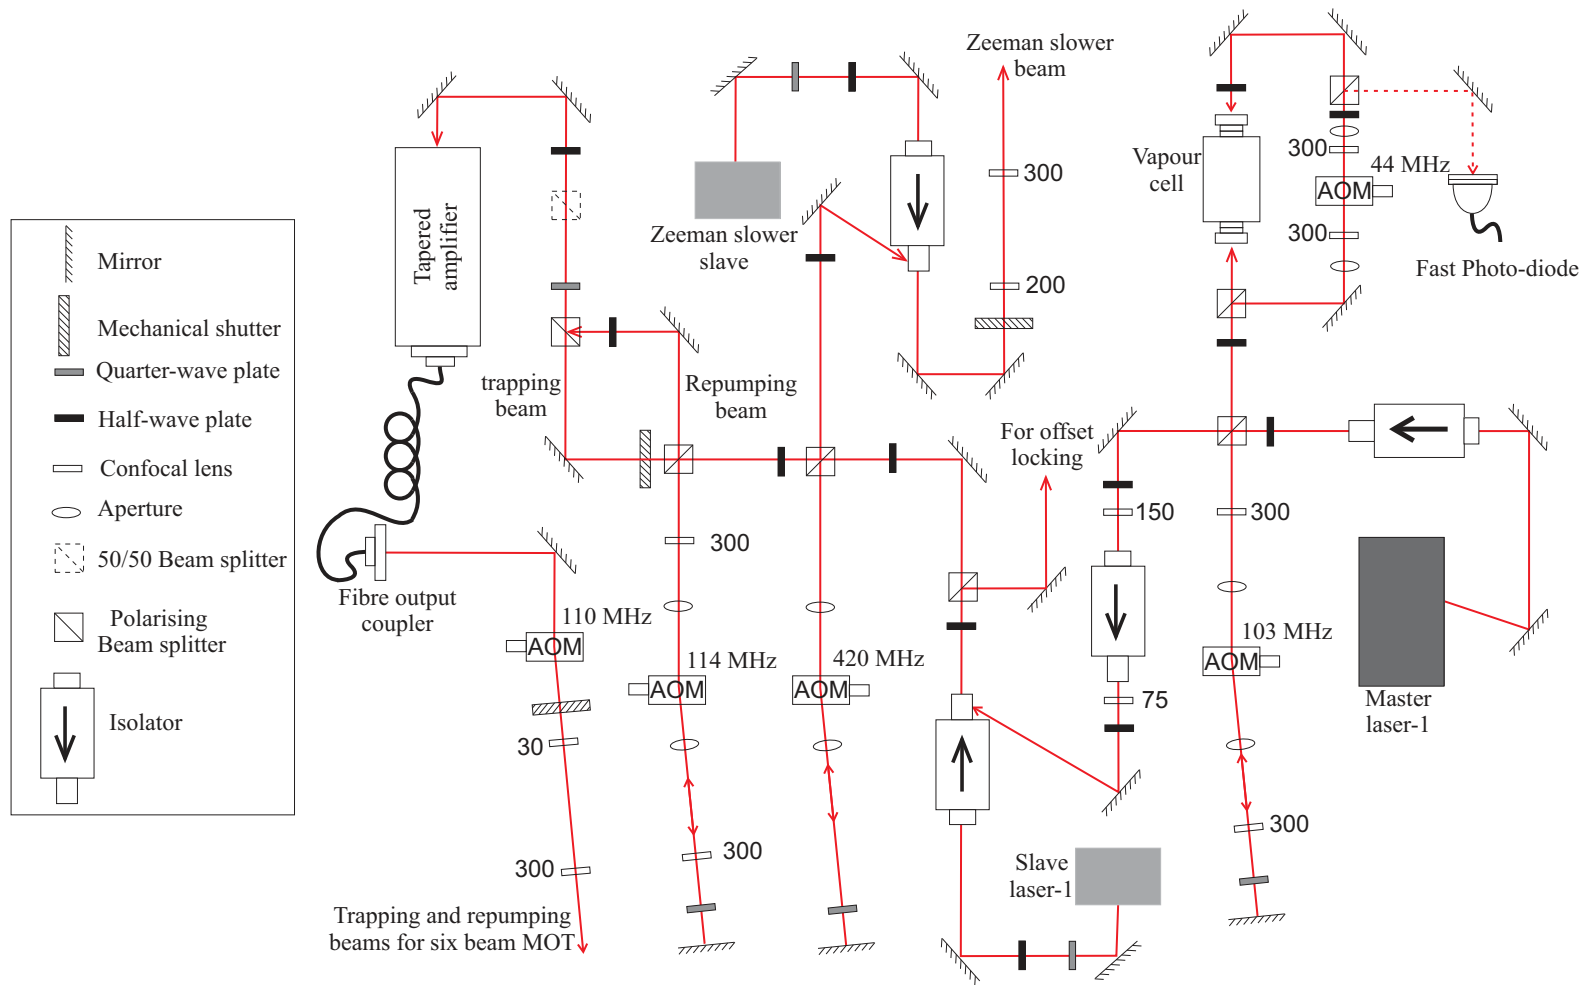 Zeeman slower
beam
Vapour
cell
300
44 MHz
AOM
300
Fast Photo-diode
300
200
Zeeman slower
slave
Tapered
amplifier
Mirror
Mechanical shutter
Quarter-wave plate
Half-wave plate
Confocal lens
Aperture
50/50 Beam splitter
Polarising
Beam splitter
Isolator
trapping
beam
Repumping
beam
For offset
locking
150
300
300
Fibre output
coupler
110 MHz
AOM
114 MHz
AOM
420 MHz
AOM
103 MHz
AOM
75
Master
laser-1
30
300
300
300
Slave
laser-1
Trapping and repumping
beams for six beam MOT